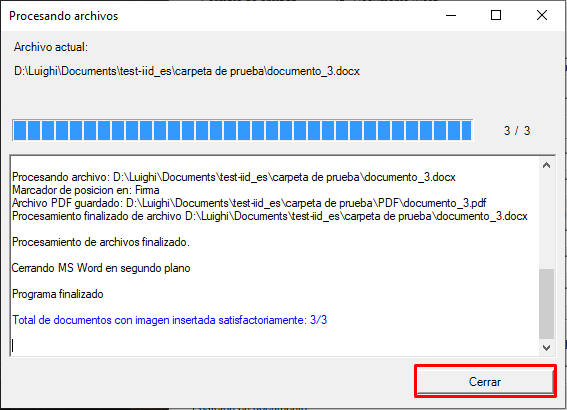 Procesando archivos
Archivo actual:
D:\Luighi\Documents\test-iid_es\carpeta de prueba\documento_3.docx
3 / 3
Procesando archivo: D:\Luighi\Documents\test-iid_es\carpeta de prueba\documento_3.docx
Marcador de posicion en: Firma
Archivo PDF guardado: D:\Luighi\Documents\test-iid_es\carpeta de prueba\PDF\documento_3.pdf
Procesamiento finalizado de archivo D:\Luighi\Documents\test-iid_es\carpeta de prueba\documento_3.docx
Procesamiento de archivos finalizado.
Cerrando MS Word en segundo plano
Programa finalizado
Total de documentos con imagen insertada satisfactoriamente: 3/3
Cerrar